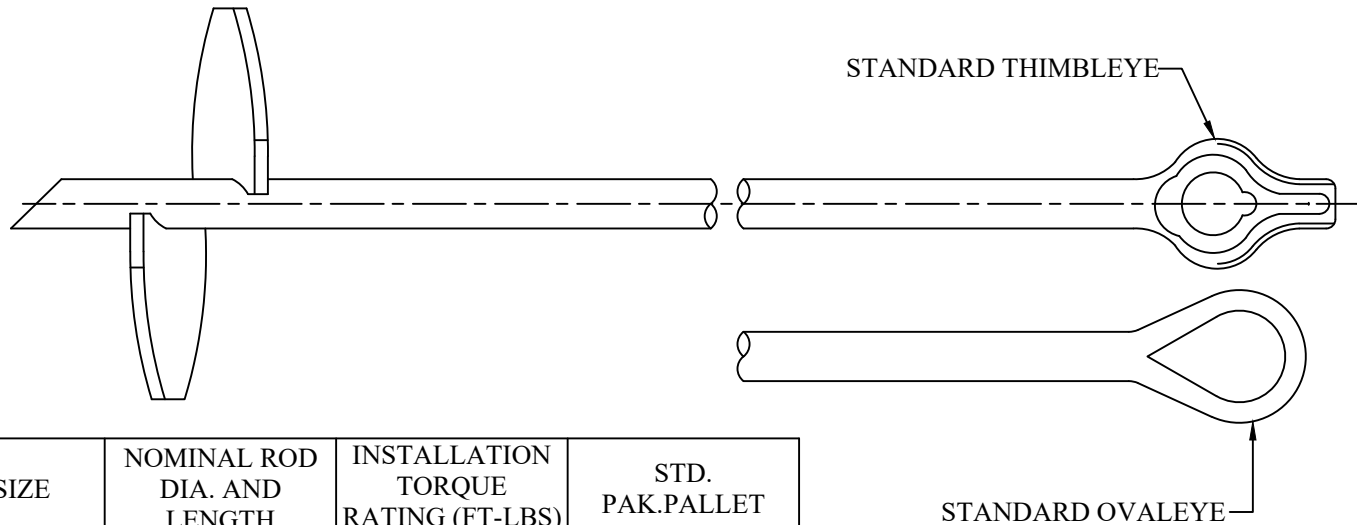 STANDARD THIMBLEYE
SIZE
NOMINAL ROD
DIA. AND
LENGTH
INSTALLATION
TORQUE
RATING (FT-LBS)
STD.
PAK.PALLET
STANDARD OVALEYE